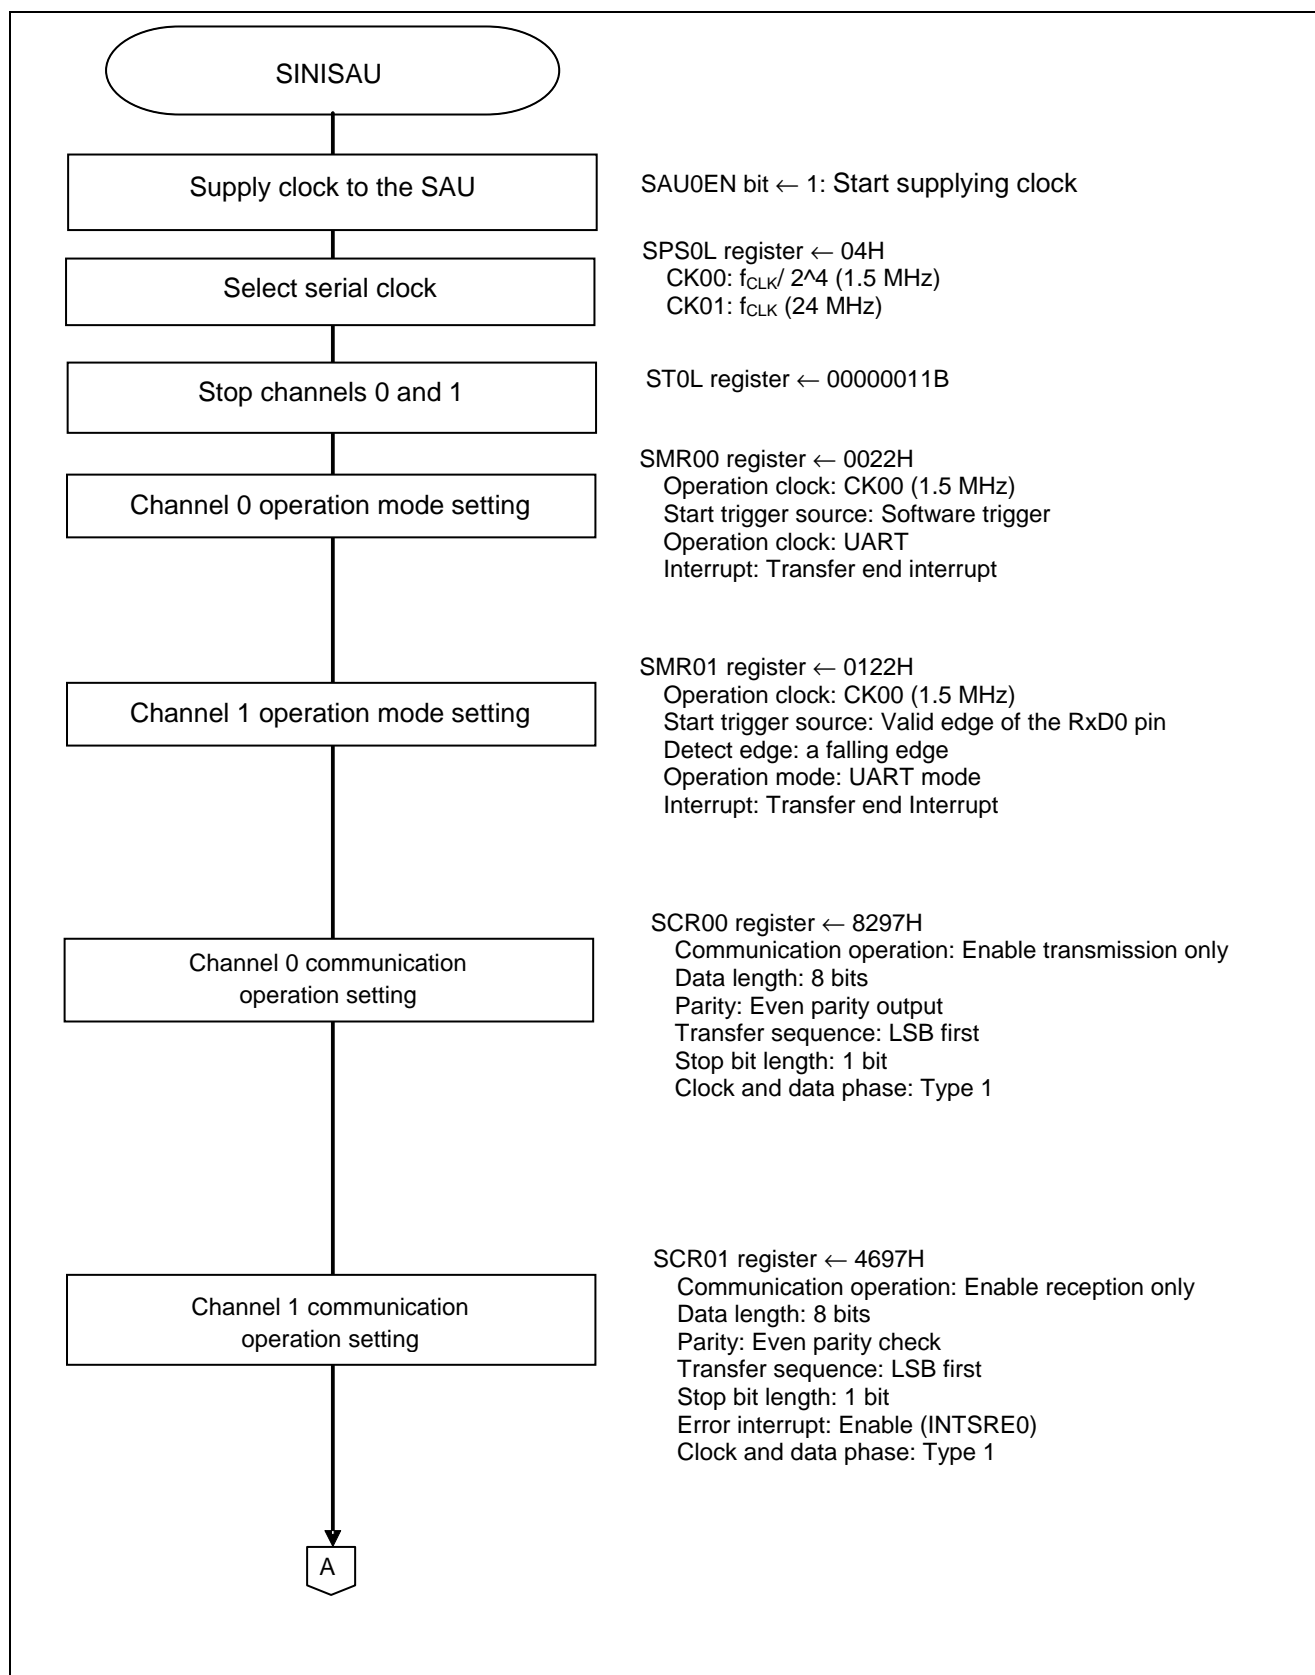 SINISAU
Supply clock to the SAU
SAU0EN bit ← 1: Start supplying clock
Select serial clock
SPS0L register ← 04H
CK00: fCLK/ 2^4 (1.5 MHz)
CK01: fCLK (24 MHz)
Stop channels 0 and 1
ST0L register ← 00000011B
Channel 0 operation mode setting
SMR00 register ← 0022H
Operation clock: CK00 (1.5 MHz)
Start trigger source: Software trigger
Operation clock: UART
Interrupt: Transfer end interrupt
Channel 1 operation mode setting
SMR01 register ← 0122H
Operation clock: CK00 (1.5 MHz)
Start trigger source: Valid edge of the RxD0 pin
Detect edge: a falling edge
Operation mode: UART mode
Interrupt: Transfer end Interrupt
Channel 0 communication
operation setting
SCR00 register ← 8297H
Communication operation: Enable transmission only
Data length: 8 bits
Parity: Even parity output
Transfer sequence: LSB first
Stop bit length: 1 bit
Clock and data phase: Type 1
Channel 1 communication
operation setting
SCR01 register ← 4697H
Communication operation: Enable reception only
Data length: 8 bits
Parity: Even parity check
Transfer sequence: LSB first
Stop bit length: 1 bit
Error interrupt: Enable (INTSRE0)
Clock and data phase: Type 1
A